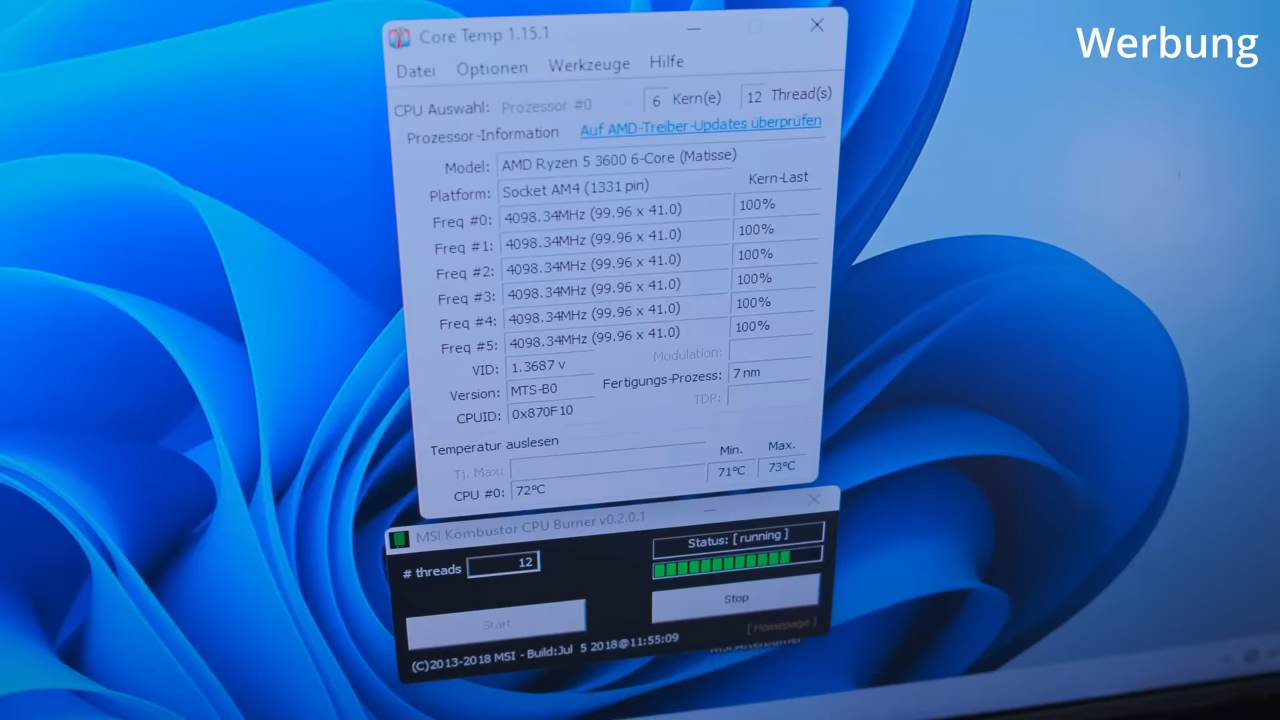 Werbung
Core Temp 1.15.1
Datei Optionen Werkzeuge Hilfe
CPU Auswahl: Prozessor #0 6 Kern(e) 12 Thread(s)
Prozessor-Information Auf AMD-Treiber-Updates überprüfen
Model: AMD Ryzen 5 3600 6-Core (Matisse)
Platform: Socket AM4 (1331 pin) Kern-Last
Freq #0: 4098.34MHz (99.96 x 41.0) 100%
Freq #1: 4098.34MHz (99.96 x 41.0) 100%
Freq #2: 4098.34MHz (99.96 x 41.0) 100%
Freq #3: 4098.34MHz (99.96 x 41.0) 100%
Freq #4: 4098.34MHz (99.96 x 41.0) 100%
Freq #5: 4098.34MHz (99.96 x 41.0) 100%
VID: 1.3687 v Modulation:
Version: MTS-B0 Fertigungs-Prozess: 7 nm
CPUID: 0x870F10 TDP:
Temperatur auslesen Min. Max.
Tj. Max:
CPU #0: 72°C 71°C 73°C
MSI Kombustor CPU Burner v0.2.0.1
# threads 12 Status: [ running ]
Start Stop
[ Homepage ]
(C)2013-2018 MSI - Build:Jul 5 2018@11:55:09
MSI Afterburner